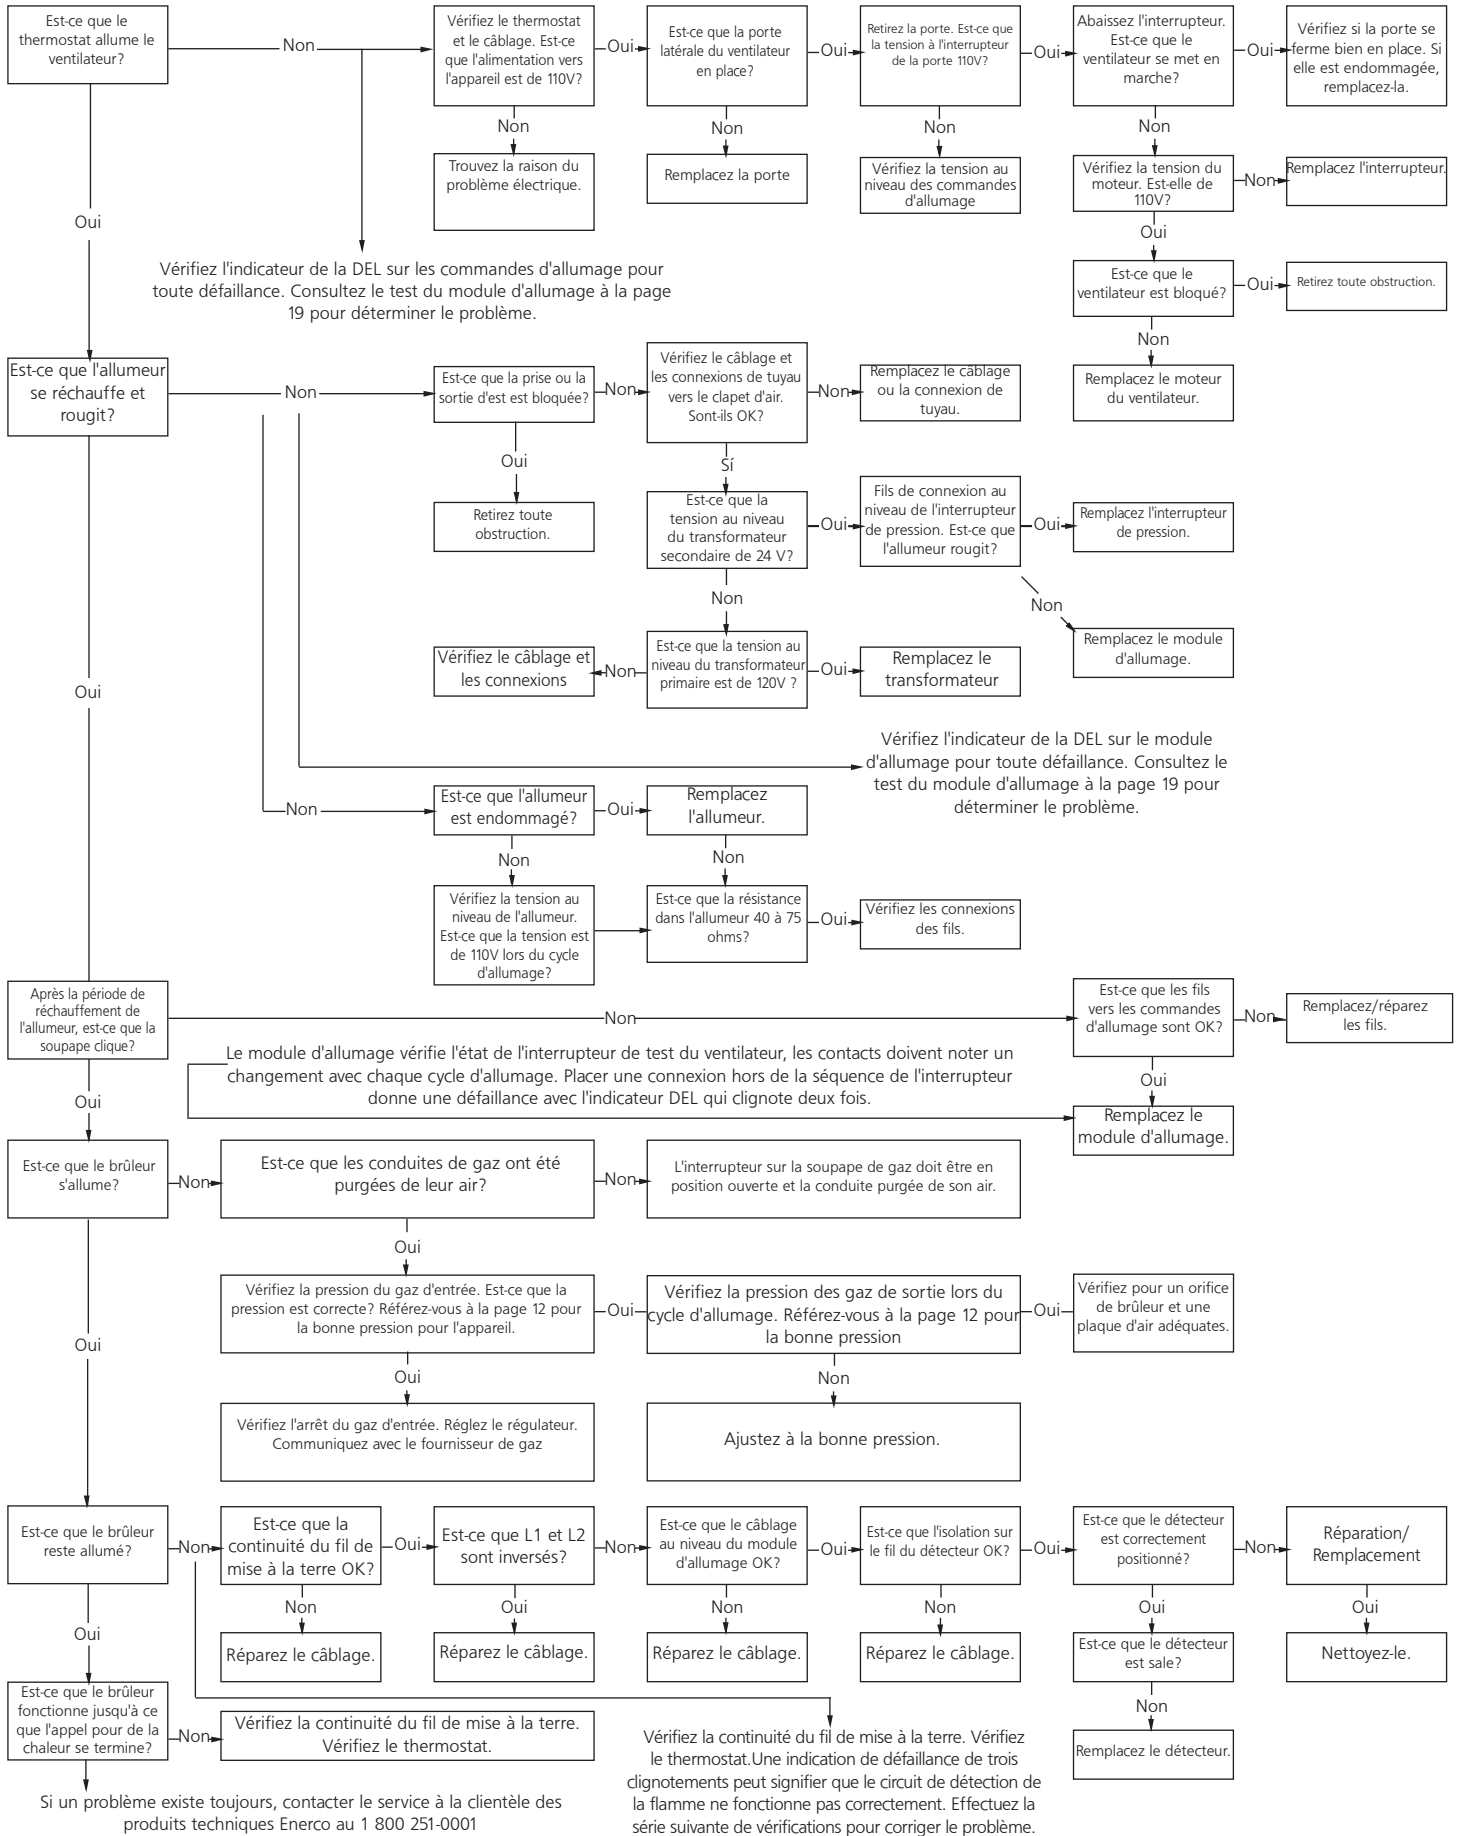 Est-ce que le
thermostat allume le
ventilateur?
Non
Vérifiez le thermostat
et le câblage. Est-ce
que l'alimentation vers
l'appareil est de 110V?
Oui
Est-ce que la porte
latérale du ventilateur
en place?
Oui
Retirez la porte. Est-ce que
la tension à l'interrupteur
de la porte 110V?
Oui
Abaissez l'interrupteur.
Est-ce que le
ventilateur se met en
marche?
Oui
Vérifiez si la porte se
ferme bien en place. Si
elle est endommagée,
remplacez-la.
Non
Non
Non
Non
Trouvez la raison du
problème électrique.
Remplacez la porte
Vérifiez la tension au
niveau des commandes
d'allumage
Vérifiez la tension du
moteur. Est-elle de
110V?
Non
Remplacez l'interrupteur.
Oui
Oui
Vérifiez l'indicateur de la DEL sur les commandes d'allumage pour
toute défaillance. Consultez le test du module d'allumage à la page
19 pour déterminer le problème.
Est-ce que le
ventilateur est bloqué?
Oui
Retirez toute obstruction.
Non
Remplacez le moteur
du ventilateur.
Est-ce que l'allumeur
se réchauffe et
rougit?
Non
Est-ce que la prise ou la
sortie d'est est bloquée?
Non
Vérifiez le câblage et
les connexions de tuyau
vers le clapet d'air.
Sont-ils OK?
Non
Remplacez le câblage
ou la connexion de
tuyau.
Oui
Sí
Retirez toute
obstruction.
Est-ce que la
tension au niveau
du transformateur
secondaire de 24 V?
Oui
Fils de connexion au
niveau de l'interrupteur
de pression. Est-ce que
l'allumeur rougit?
Oui
Remplacez l'interrupteur
de pression.
Non
Non
Remplacez le module
d'allumage.
Vérifiez le câblage et
les connexions
Non
Est-ce que la tension au
niveau du transformateur
primaire est de 120V ?
Oui
Remplacez le
transformateur
Oui
Vérifiez l'indicateur de la DEL sur le module
d'allumage pour toute défaillance. Consultez le
test du module d'allumage à la page 19 pour
déterminer le problème.
Non
Est-ce que l'allumeur
est endommagé?
Oui
Remplacez
l'allumeur.
Non
Non
Vérifiez la tension au
niveau de l'allumeur.
Est-ce que la tension est
de 110V lors du cycle
d'allumage?
Est-ce que la résistance
dans l'allumeur 40 à 75
ohms?
Oui
Vérifiez les connexions
des fils.
Après la période de
réchauffement de
l'allumeur, est-ce que la
soupape clique?
Non
Est-ce que les fils
vers les commandes
d'allumage sont OK?
Non
Remplacez/réparez
les fils.
Le module d'allumage vérifie l'état de l'interrupteur de test du ventilateur, les contacts doivent noter un
changement avec chaque cycle d'allumage. Placer une connexion hors de la séquence de l'interrupteur
donne une défaillance avec l'indicateur DEL qui clignote deux fois.
Oui
Oui
Remplacez le
module d'allumage.
Est-ce que le brûleur
s'allume?
Non
Est-ce que les conduites de gaz ont été
purgées de leur air?
Non
L'interrupteur sur la soupape de gaz doit être en
position ouverte et la conduite purgée de son air.
Oui
Vérifiez la pression du gaz d'entrée. Est-ce que la
pression est correcte? Référez-vous à la page 12 pour
la bonne pression pour l'appareil.
Oui
Vérifiez la pression des gaz de sortie lors du
cycle d'allumage. Référez-vous à la page 12 pour
la bonne pression
Oui
Vérifiez pour un orifice
de brûleur et une
plaque d'air adéquates.
Oui
Oui
Non
Vérifiez l'arrêt du gaz d'entrée. Réglez le régulateur.
Communiquez avec le fournisseur de gaz
Ajustez à la bonne pression.
Est-ce que le brûleur
reste allumé?
Non
Est-ce que la
continuité du fil de
mise à la terre OK?
Oui
Est-ce que L1 et L2
sont inversés?
Non
Est-ce que le câblage
au niveau du module
d'allumage OK?
Oui
Est-ce que l'isolation sur
le fil du détecteur OK?
Oui
Est-ce que le détecteur
est correctement
positionné?
Non
Réparation/
Remplacement
Oui
Non
Oui
Non
Non
Oui
Oui
Réparez le câblage.
Réparez le câblage.
Réparez le câblage.
Réparez le câblage.
Est-ce que le détecteur
est sale?
Nettoyez-le.
Non
Remplacez le détecteur.
Est-ce que le brûleur
fonctionne jusqu'à ce
que l'appel pour de la
chaleur se termine?
Non
Vérifiez la continuité du fil de mise à la terre.
Vérifiez le thermostat.
Vérifiez la continuité du fil de mise à la terre. Vérifiez
le thermostat.Une indication de défaillance de trois
clignotements peut signifier que le circuit de détection de
la flamme ne fonctionne pas correctement. Effectuez la
série suivante de vérifications pour corriger le problème.
Si un problème existe toujours, contacter le service à la clientèle des
produits techniques Enerco au 1 800 251-0001